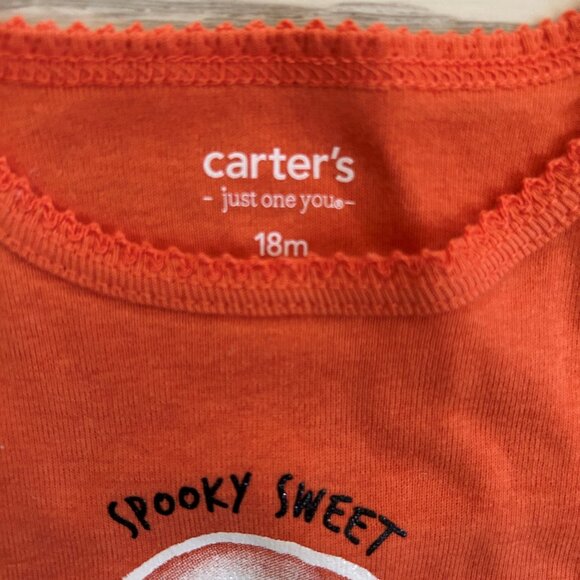 carter's
- just one you®-
18m
SPOOKY SWEET